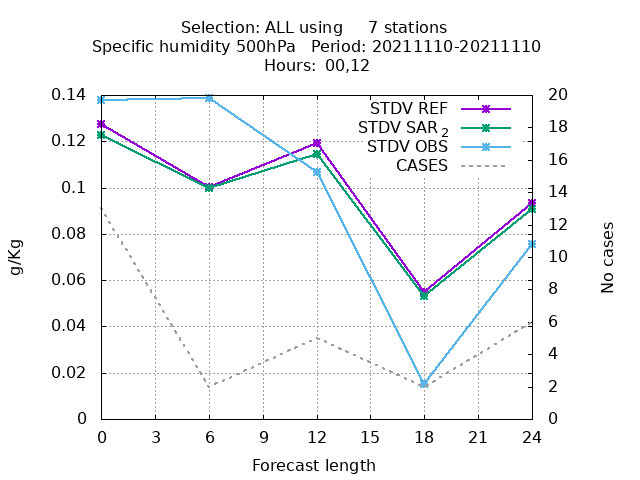 Selection: ALL using 7 stations
Specific humidity 500hPa Period: 20211110-20211110
Hours: 00,12
STDV REF
STDV SAR 2
STDV OBS
CASES
0.14
0.12
0.1
0.08
0.06
0.04
0.02
0
20
18
16
14
12
10
8
6
4
2
0
g/Kg
No cases
0 3 6 9 12 15 18 21 24
Forecast length